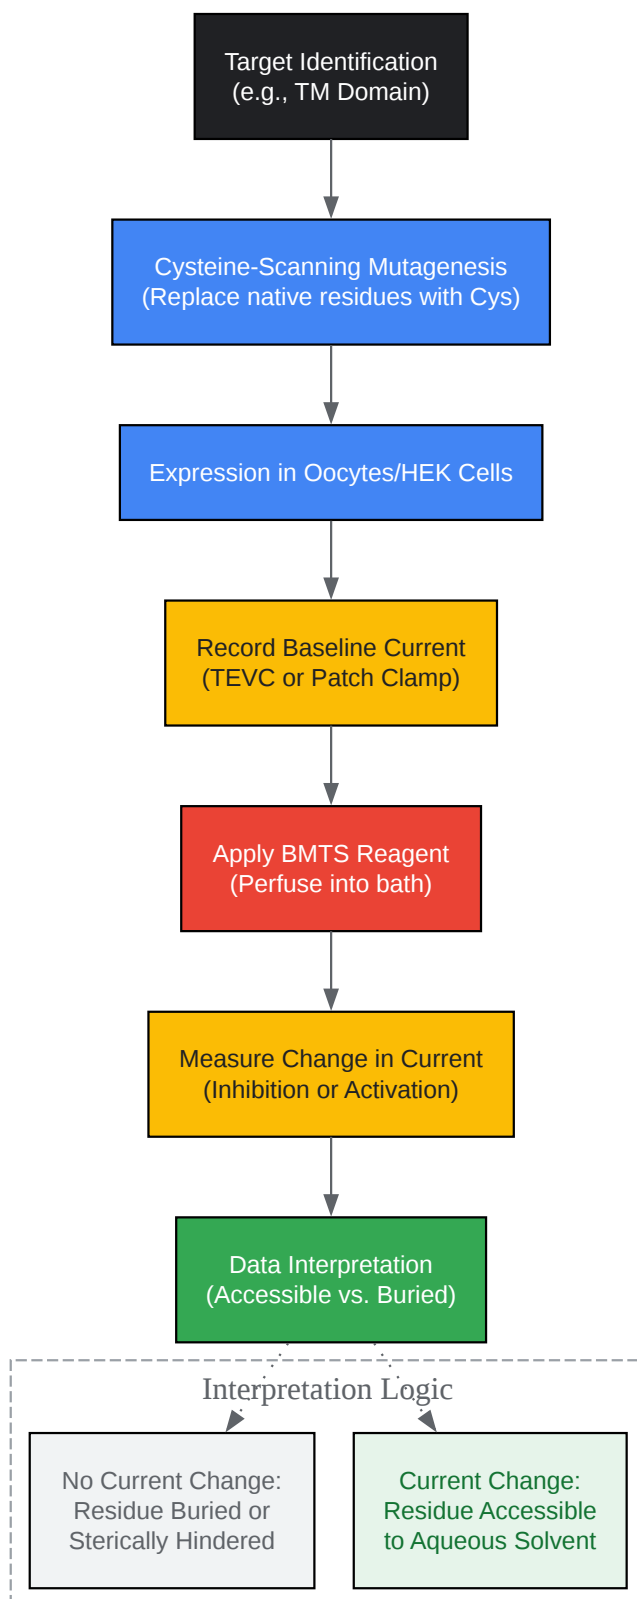 Target Identification
(e.g., TM Domain)
Cysteine-Scanning Mutagenesis
(Replace native residues with Cys)
Expression in Oocytes/HEK Cells
Record Baseline Current
(TEVC or Patch Clamp)
Apply BMTS Reagent
(Perfuse into bath)
Measure Change in Current
(Inhibition or Activation)
Data Interpretation
(Accessible vs. Buried)
Interpretation Logic
No Current Change:
Residue Buried or
Sterically Hindered
Current Change:
Residue Accessible
to Aqueous Solvent